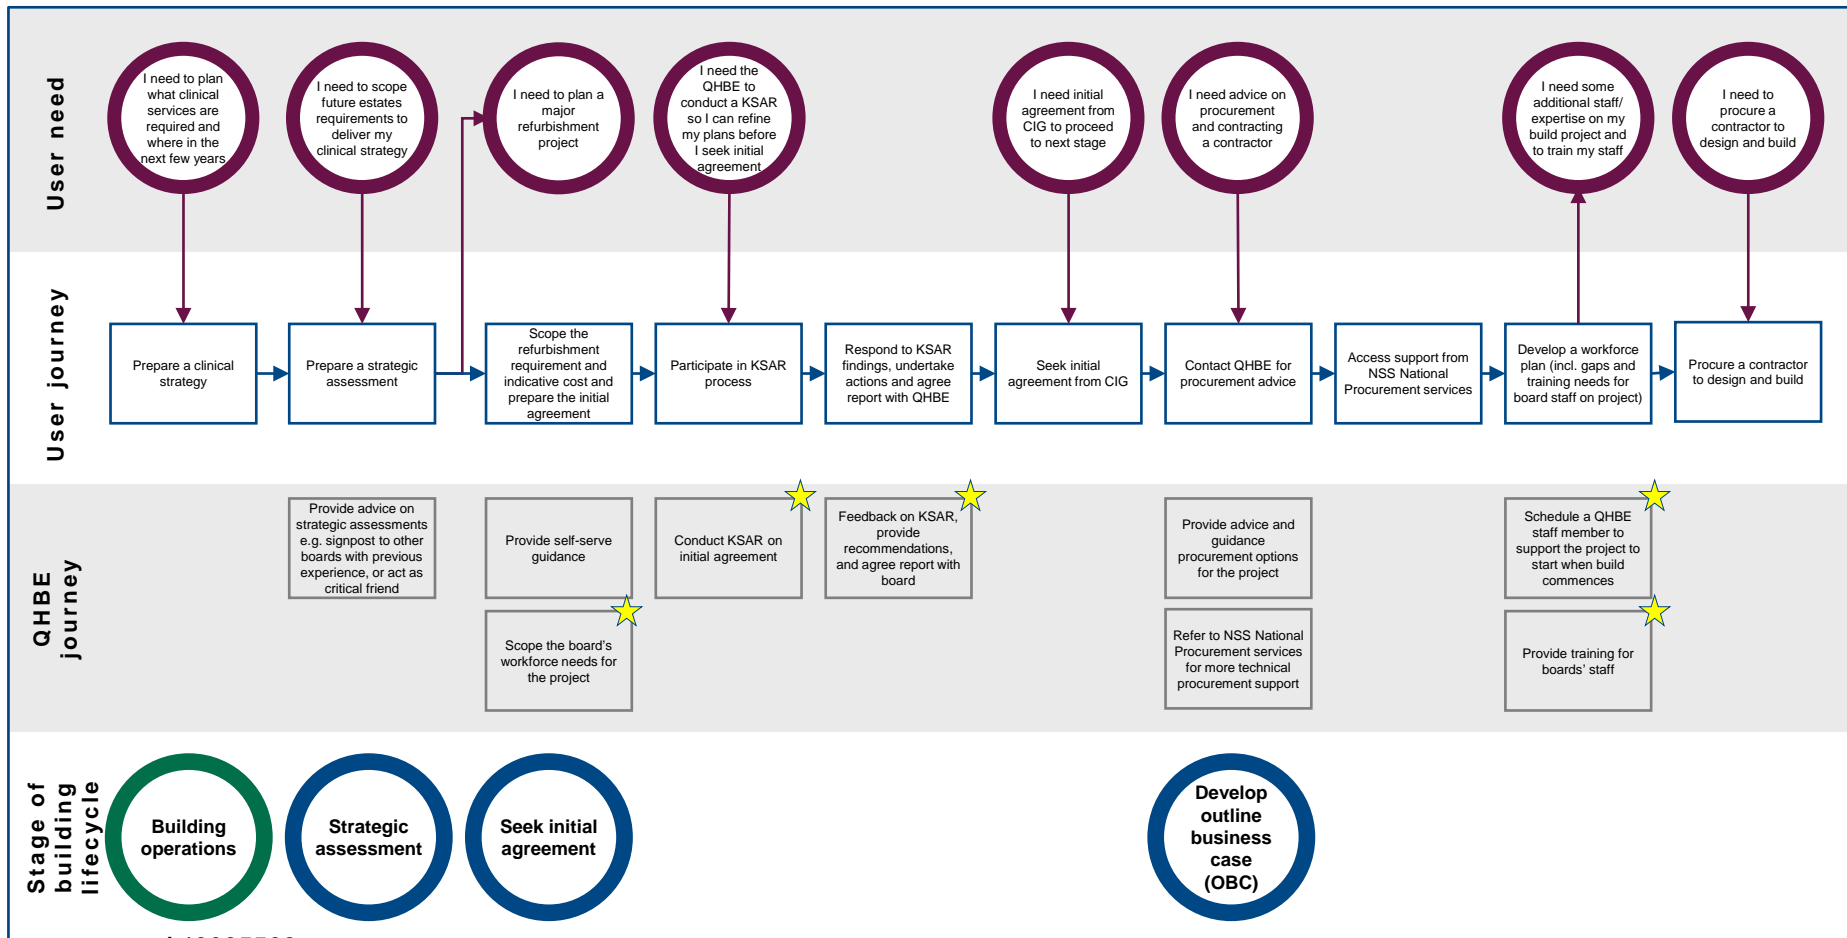 User need
I need to plan
what clinical
services are
required and
where in the
next few years
I need to scope
future estates
requirements to
deliver my
clinical strategy
I need to plan a
major
refurbishment
project
I need the
QHBE to
conduct a KSAR
so I can refine
my plans before
I seek initial
agreement
I need initial
agreement from
CIG to proceed
to next stage
I need advice on
procurement
and contracting
a contractor
I need some
additional staff/
expertise on my
build project and
to train my staff
I need to
procure a
contractor to
design and build
User journey
Prepare a clinical
strategy
Prepare a strategic
assessment
Scope the
refurbishment
requirement and
indicative cost and
prepare the initial
agreement
Participate in KSAR
process
Respond to KSAR
findings, undertake
actions and agree
report with QHBE
Seek initial
agreement from CIG
Contact QHBE for
procurement advice
Access support from
NSS National
Procurement services
Develop a workforce
plan (incl. gaps and
training needs for
board staff on project)
Procure a contractor
to design and build
QHBE
journey
Provide advice on
strategic assessments
e.g. signpost to other
boards with previous
experience, or act as
critical friend
Provide self-serve
guidance
Scope the board’s
workforce needs for
the project
Conduct KSAR on
initial agreement
Feedback on KSAR,
provide
recommendations,
and agree report with
board
Provide advice and
guidance
procurement options
for the project
Refer to NSS National
Procurement services
for more technical
procurement support
Schedule a QHBE
staff member to
support the project to
start when build
commences
Provide training for
boards’ staff
Stage of
building
lifecycle
Building
operations
Strategic
assessment
Seek initial
agreement
Develop
outline
business
case
(OBC)